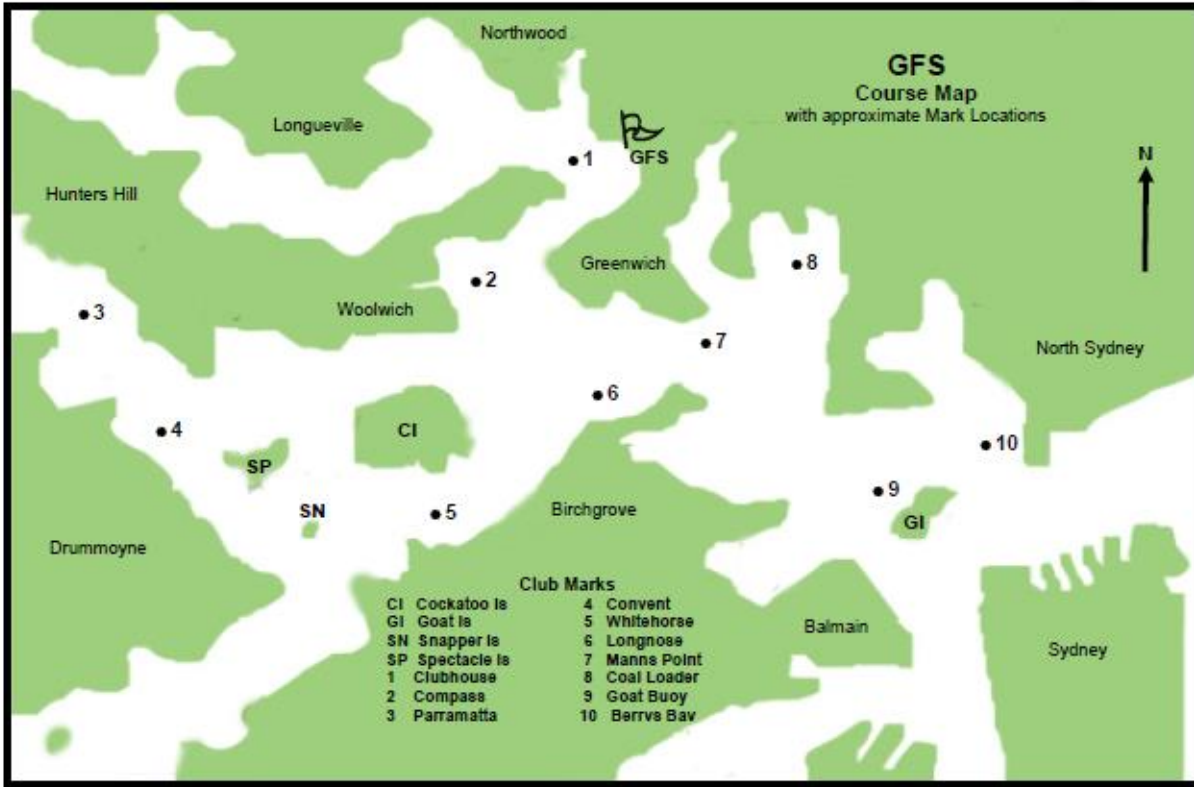 Northwood
GFS
Course Map
with approximate Mark Locations
Longueville
GFS
1
N
Hunters Hill
Greenwich
8
2
Woolwich
3
7
North Sydney
6
4
CI
10
SP
9
SN
5
Birchgrove
GI
Drummoyne
Club Marks
CI Cockatoo Is
GI Goat Is
SN Snapper Is
SP Spectacle Is
1 Clubhouse
2 Compass
3 Parramatta
4 Convent
5 Whitehorse
6 Longnose
7 Manns Point
8 Coal Loader
9 Goat Buoy
10 Berrys Bay
Balmain
Sydney